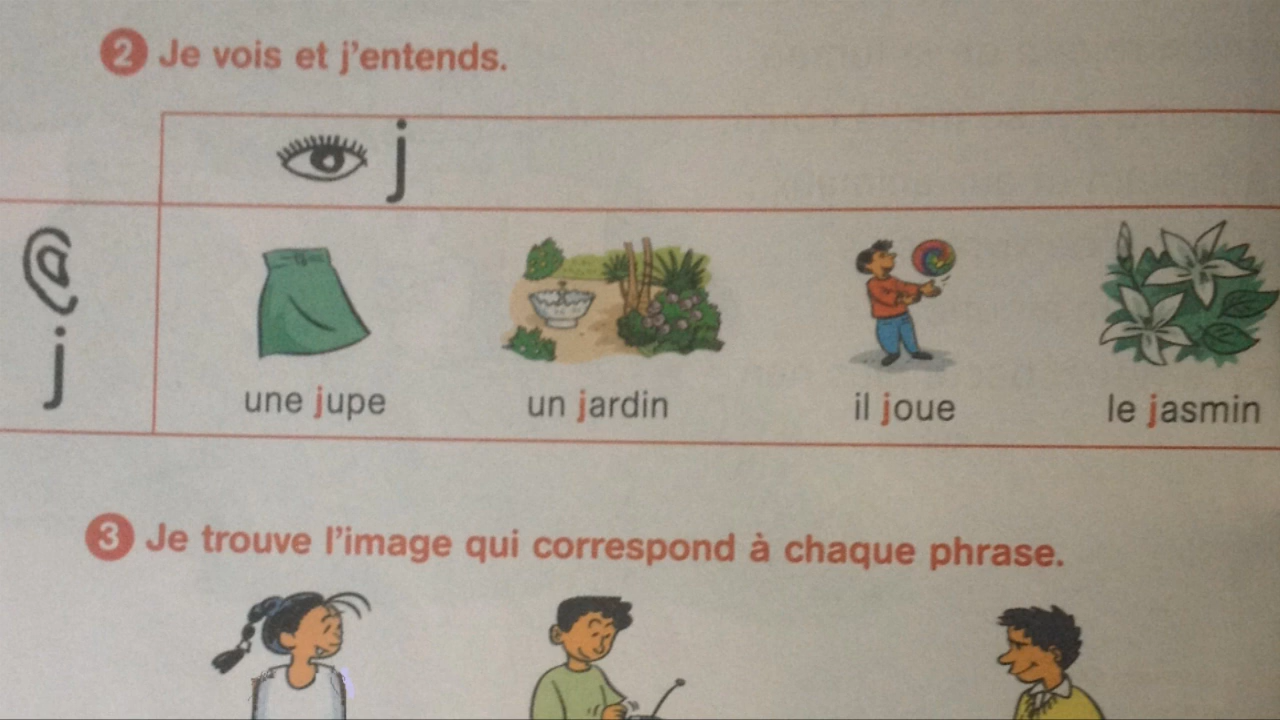 2 Je vois et j'entends.
j
j
une jupe
un jardin
il joue
le jasmin
3 Je trouve l'image qui correspond à chaque phrase.